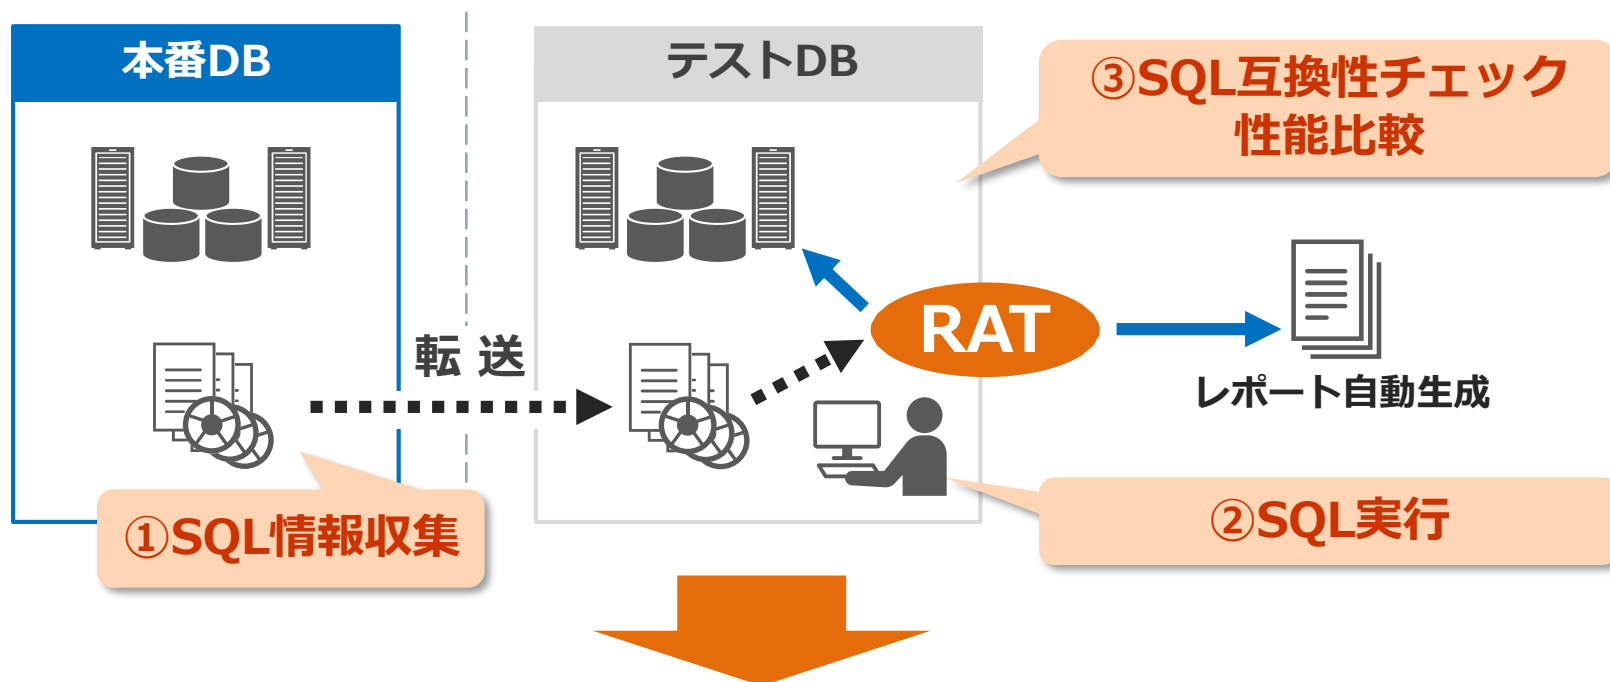 本番DB
テストDB
③SQL互換性チェック
性能比較
転送
RAT
レポート自動生成
①SQL情報収集
②SQL実行